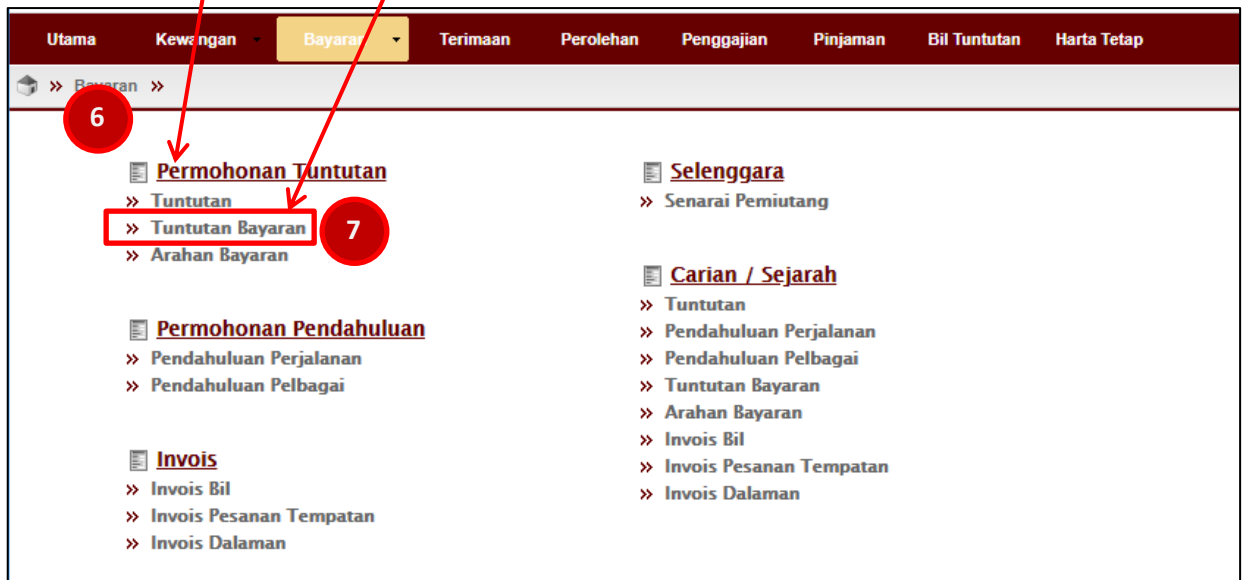 Utama Kewangan Bayaran Terimaan Perolehan Penggajian Pinjaman Bil Tuntutan Harta Tetap
» Bayaran »
6
Permohonan Tuntutan
» Tuntutan
» Tuntutan Bayaran
7
» Arahan Bayaran
Permohonan Pendahuluan
» Pendahuluan Perjalanan
» Pendahuluan Pelbagai
Invois
» Invois Bil
» Invois Pesanan Tempatan
» Invois Dalaman
Selenggara
» Senarai Pemiutang
Carian / Sejarah
» Tuntutan
» Pendahuluan Perjalanan
» Pendahuluan Pelbagai
» Tuntutan Bayaran
» Arahan Bayaran
» Invois Bil
» Invois Pesanan Tempatan
» Invois Dalaman